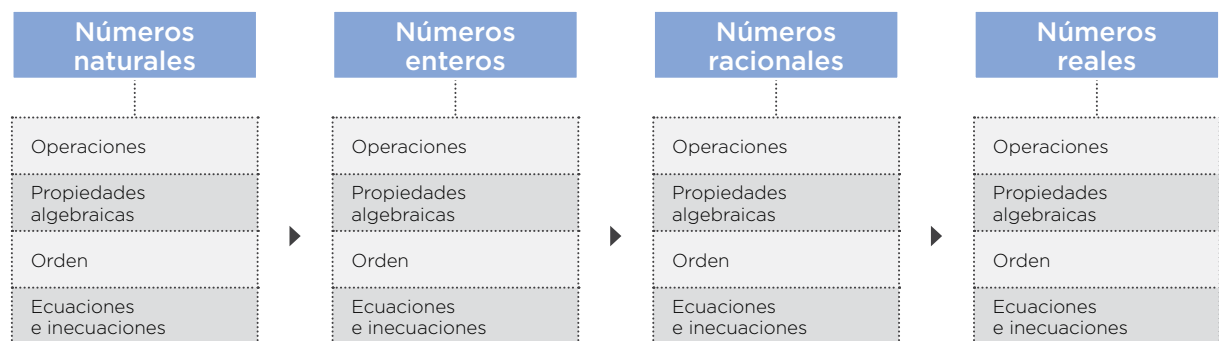 Números
naturales
Operaciones
Propiedades
algebraicas
Orden
Ecuaciones
e inecuaciones
Números
enteros
Operaciones
Propiedades
algebraicas
Orden
Ecuaciones
e inecuaciones
Números
racionales
Operaciones
Propiedades
algebraicas
Orden
Ecuaciones
e inecuaciones
Números
reales
Operaciones
Propiedades
algebraicas
Orden
Ecuaciones
e inecuaciones